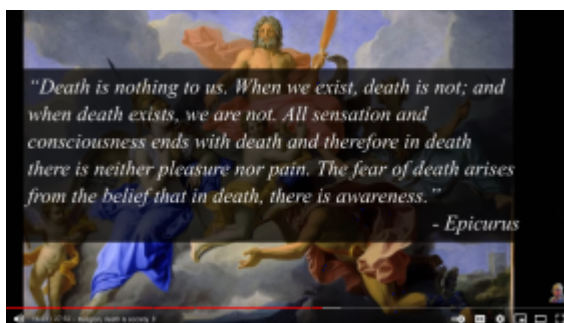 “Death is nothing to us. When we exist, death is not; and
when death exists, we are not. All sensation and
consciousness ends with death and therefore in death
there is neither pleasure nor pain. The fear of death arises
from the belief that in death, there is awareness.”
- Epicurus